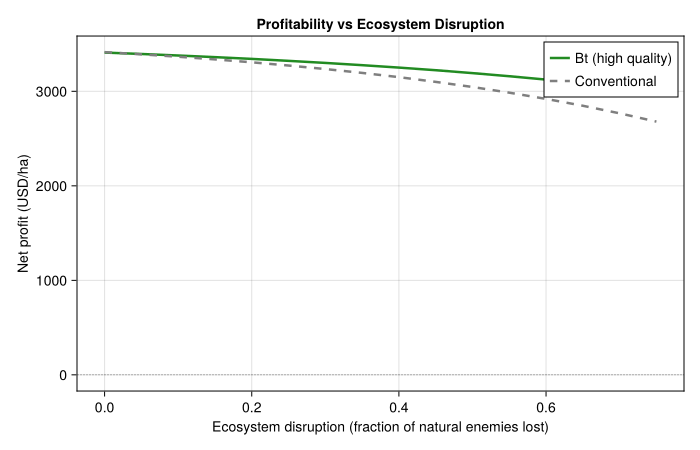 Profitability vs Ecosystem Disruption
Bt (high quality)
Conventional
Net profit (USD/ha)
3000
2000
1000
0
0.0
0.2
0.4
0.6
Ecosystem disruption (fraction of natural enemies lost)